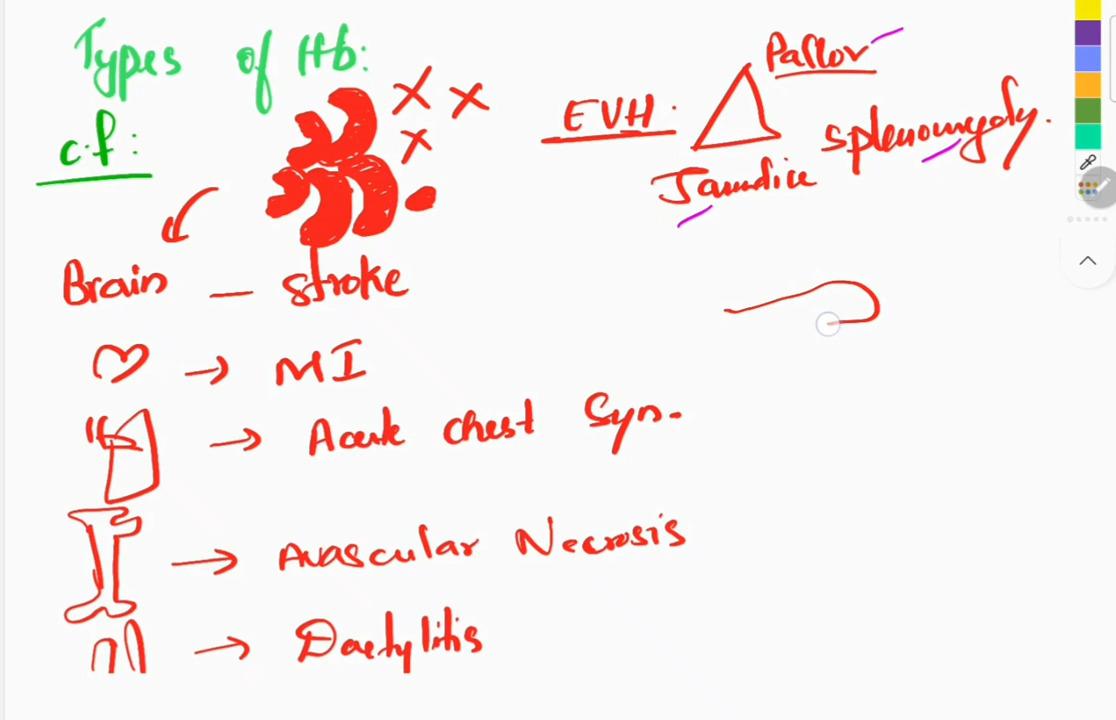 Types of Hb:
c.f:
EVH:
Pallor
Jaundice
Splenomegaly.
Brain - stroke
→ MI
→ Acute chest Syn.
→ Avascular Necrosis
→ Dactylitis